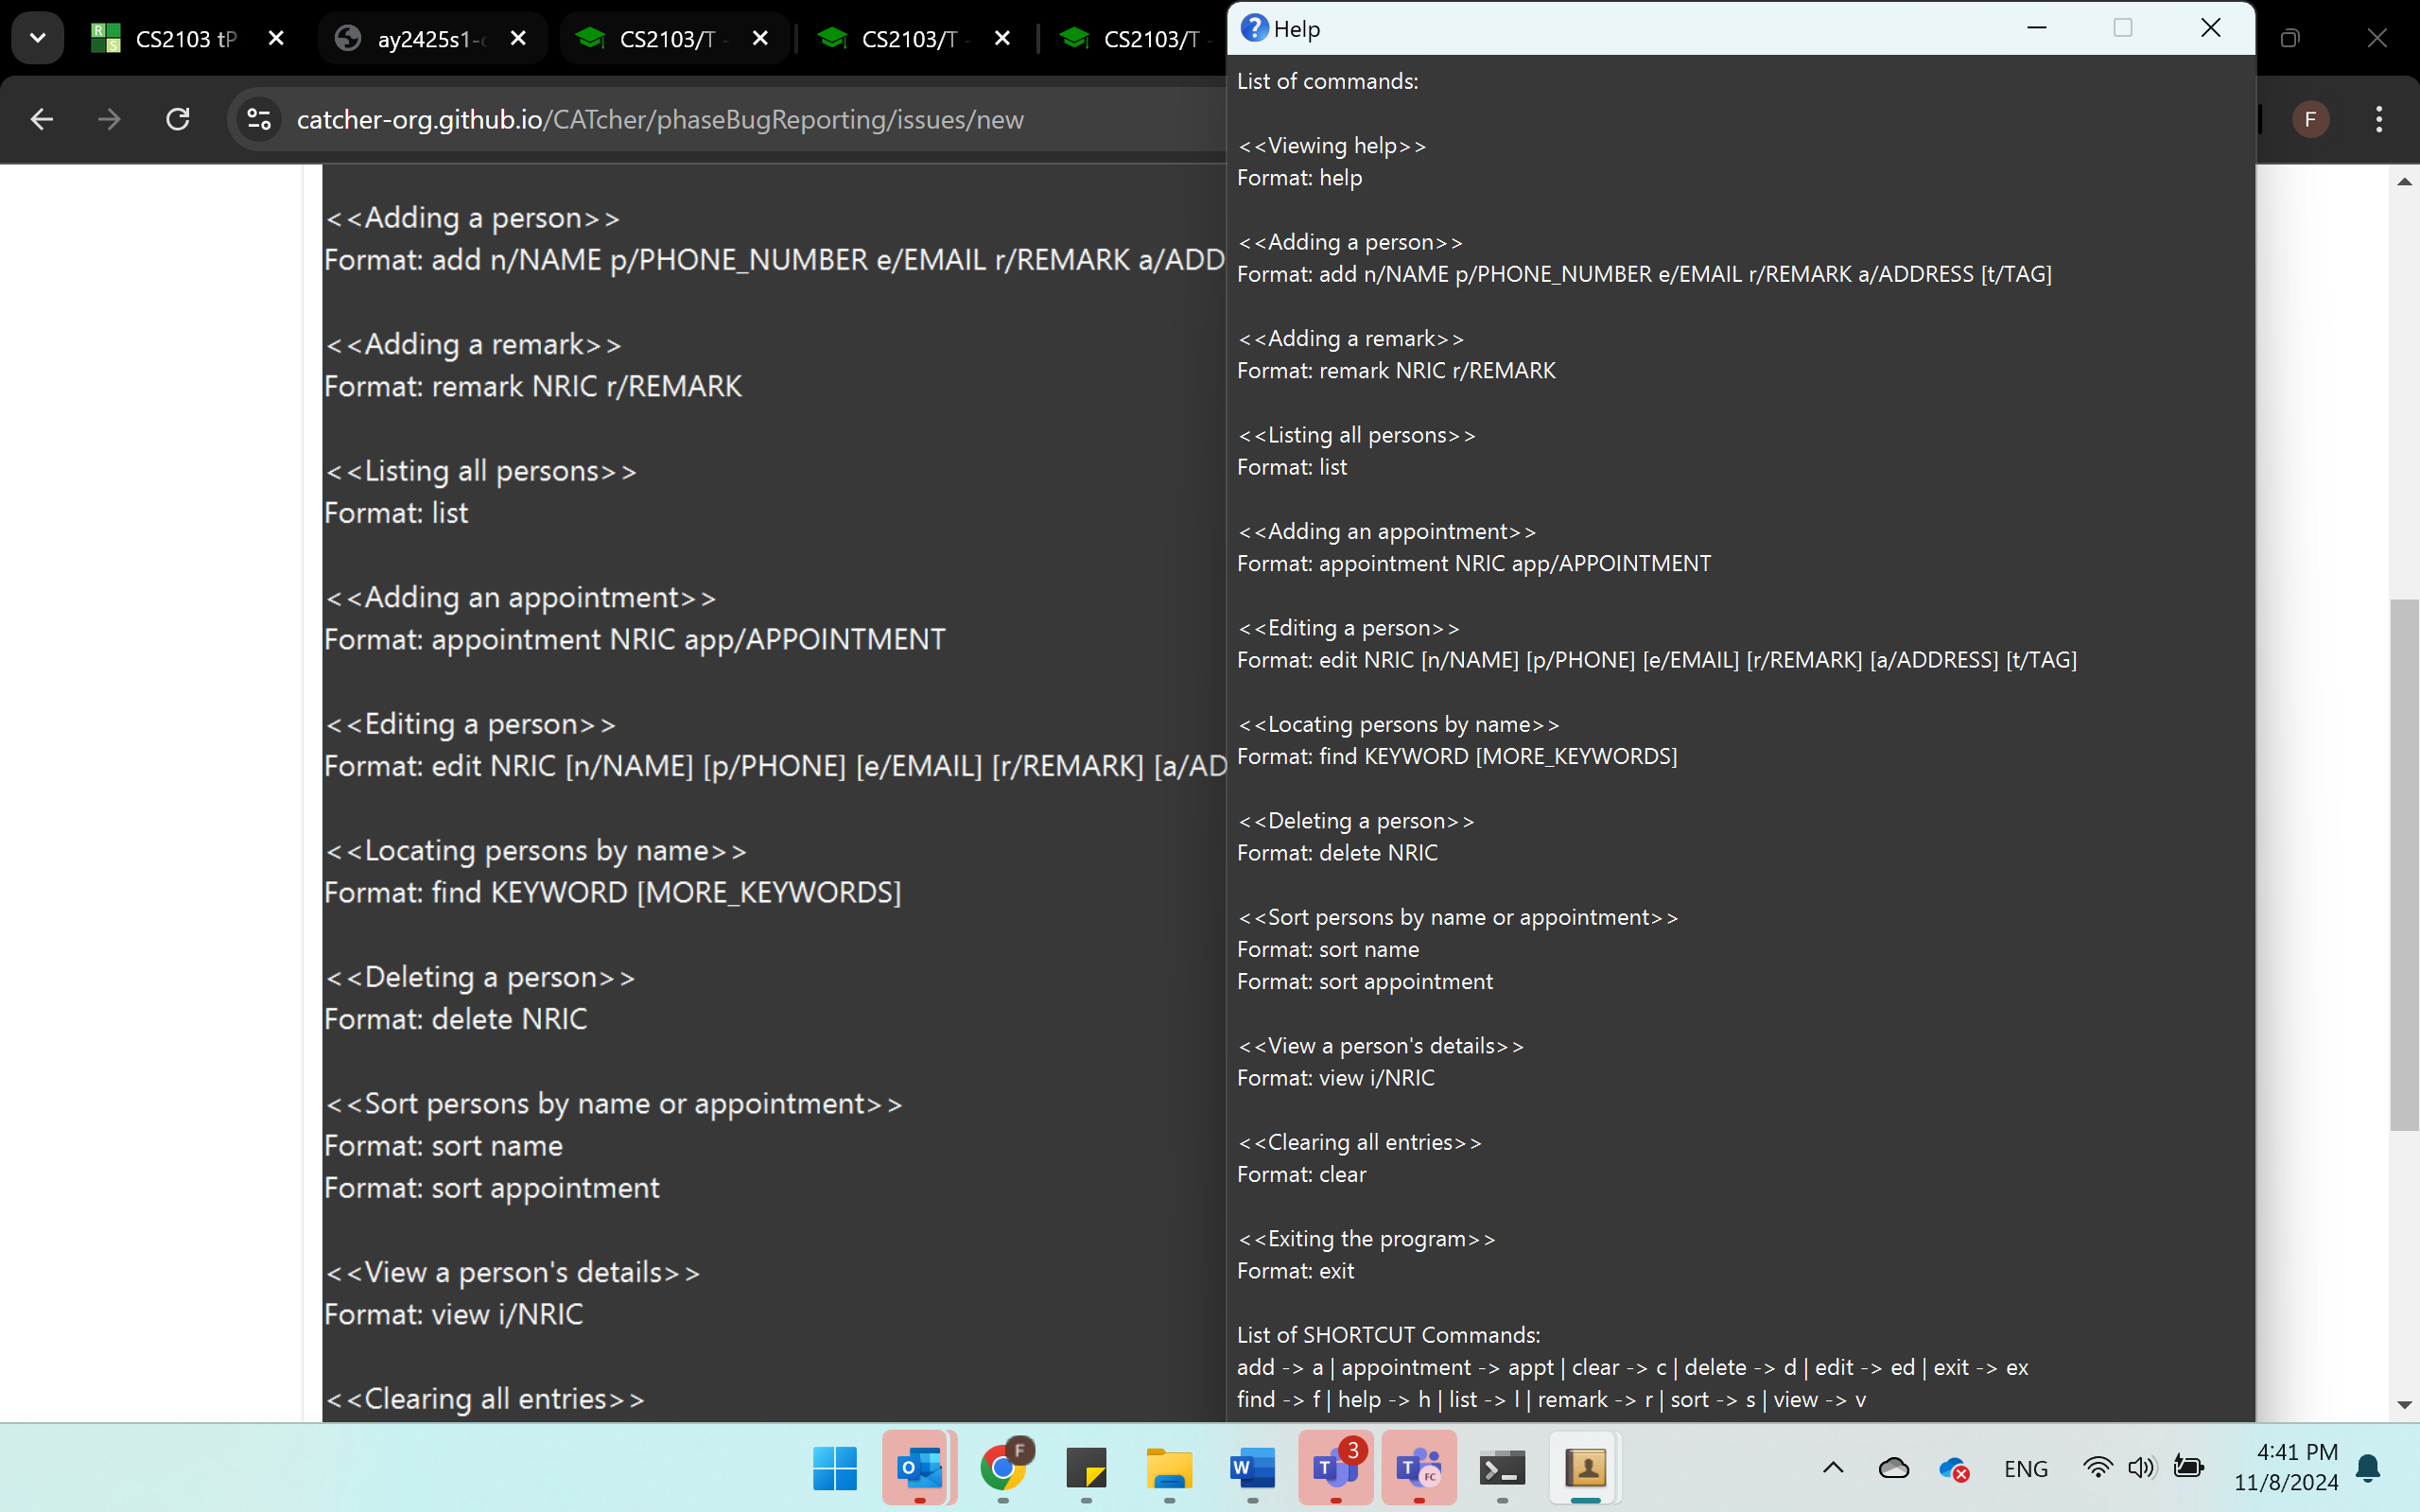 CS2103 tP
ay2425s1-c
CS2103/T -
CS2103/T -
CS2103/T -
catcher-org.github.io/CATcher/phaseBugReporting/issues/new
F
<<Adding a person>>
Format: add n/NAME p/PHONE_NUMBER e/EMAIL r/REMARK a/ADD
<<Adding a remark>>
Format: remark NRIC r/REMARK
<<Listing all persons>>
Format: list
<<Adding an appointment>>
Format: appointment NRIC app/APPOINTMENT
<<Editing a person>>
Format: edit NRIC [n/NAME] [p/PHONE] [e/EMAIL] [r/REMARK] [a/AD
<<Locating persons by name>>
Format: find KEYWORD [MORE_KEYWORDS]
<<Deleting a person>>
Format: delete NRIC
<<Sort persons by name or appointment>>
Format: sort name
Format: sort appointment
<<View a person's details>>
Format: view i/NRIC
<<Clearing all entries>>
Help
List of commands:
<<Viewing help>>
Format: help
<<Adding a person>>
Format: add n/NAME p/PHONE_NUMBER e/EMAIL r/REMARK a/ADDRESS [t/TAG]
<<Adding a remark>>
Format: remark NRIC r/REMARK
<<Listing all persons>>
Format: list
<<Adding an appointment>>
Format: appointment NRIC app/APPOINTMENT
<<Editing a person>>
Format: edit NRIC [n/NAME] [p/PHONE] [e/EMAIL] [r/REMARK] [a/ADDRESS] [t/TAG]
<<Locating persons by name>>
Format: find KEYWORD [MORE_KEYWORDS]
<<Deleting a person>>
Format: delete NRIC
<<Sort persons by name or appointment>>
Format: sort name
Format: sort appointment
<<View a person's details>>
Format: view i/NRIC
<<Clearing all entries>>
Format: clear
<<Exiting the program>>
Format: exit
List of SHORTCUT Commands:
add -> a | appointment -> appt | clear -> c | delete -> d | edit -> ed | exit -> ex
find -> f | help -> h | list -> l | remark -> r | sort -> s | view -> v
F
3
FC
ENG
4:41 PM
11/8/2024